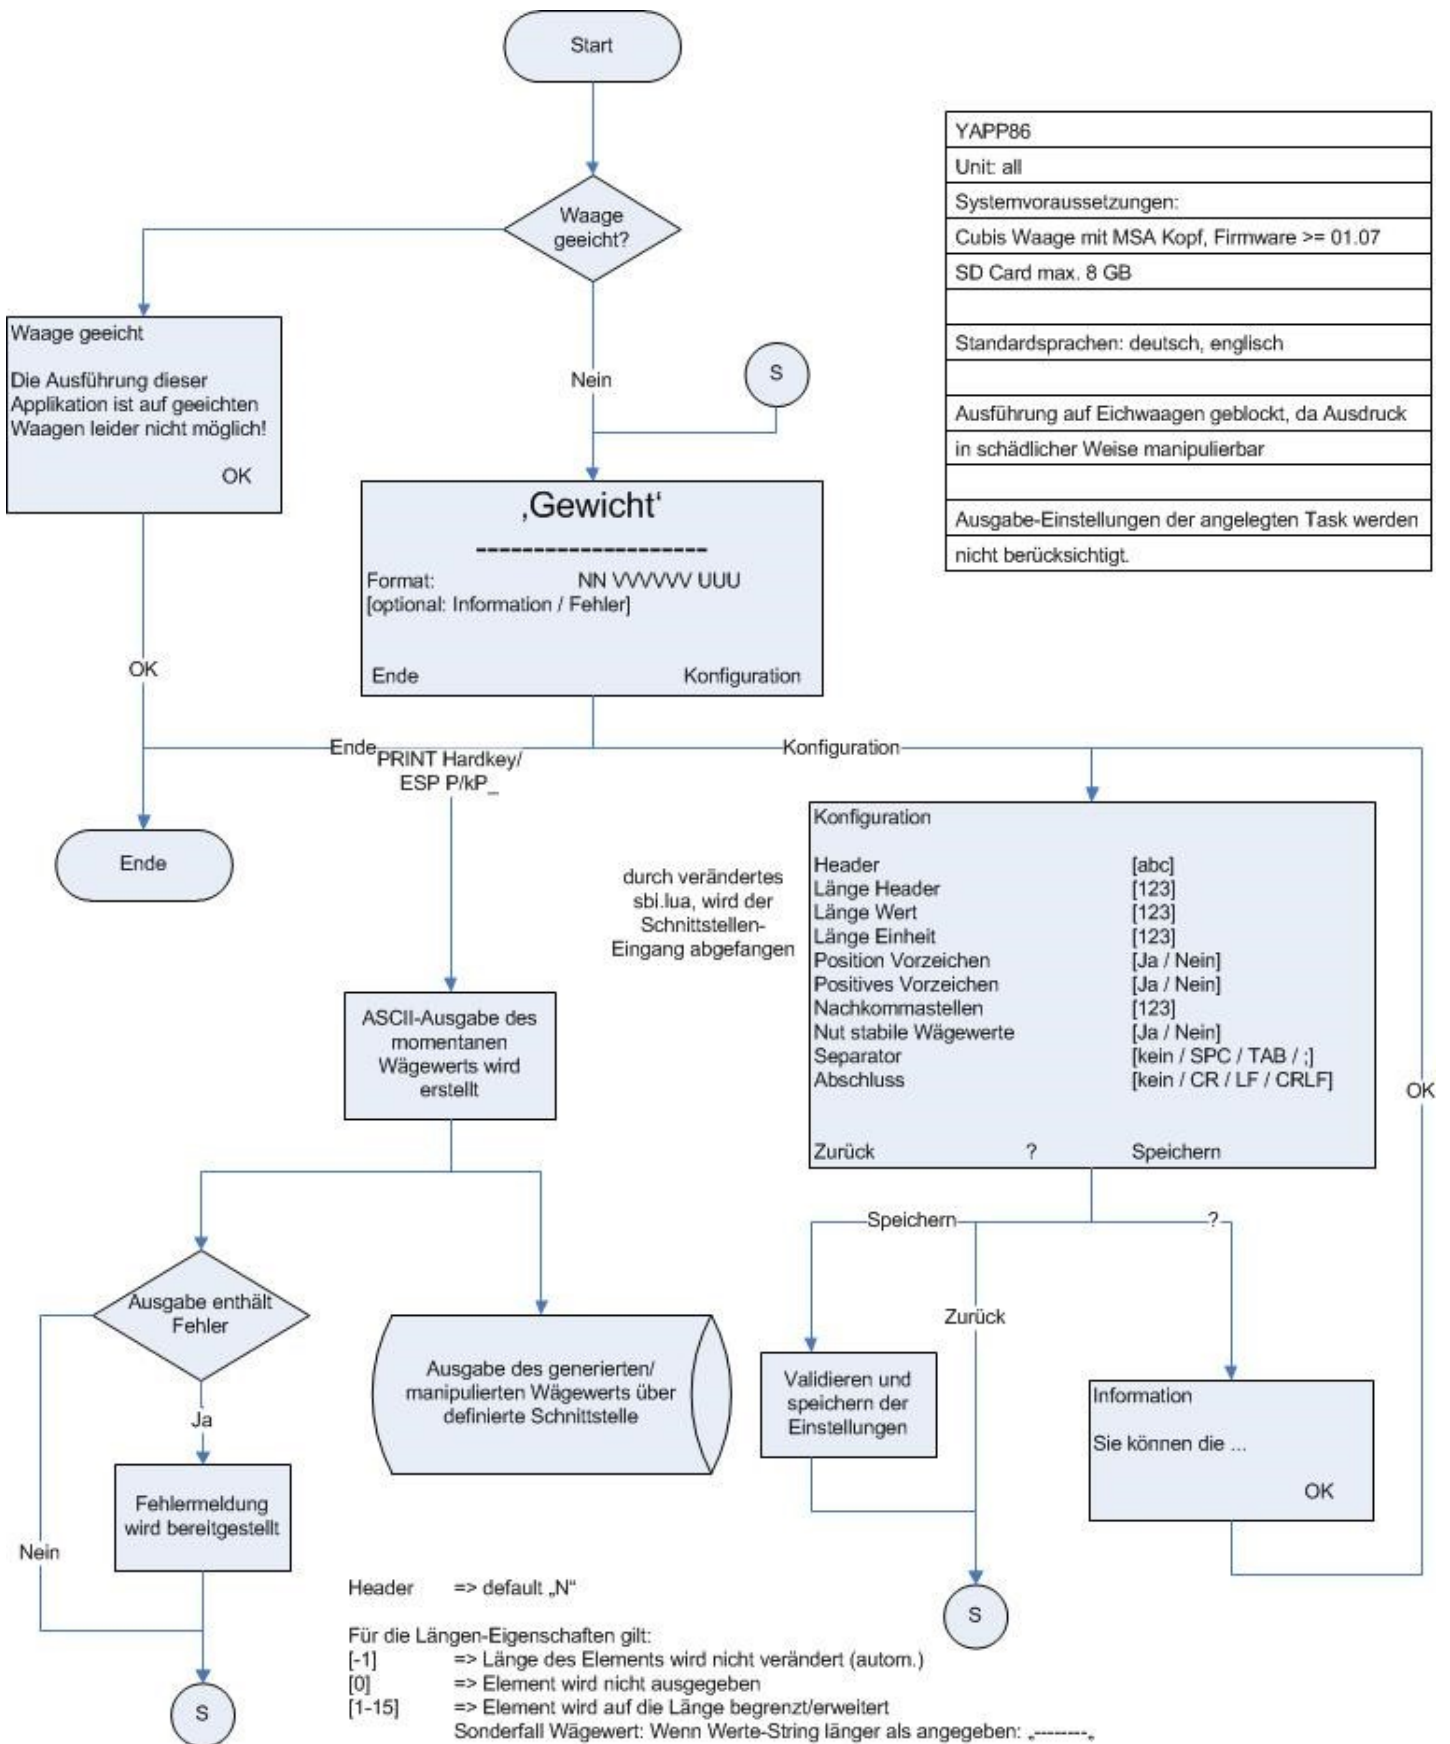 Start
Waage
geeicht?
YAPP86
Unit: all
Systemvoraussetzungen:
Cubis Waage mit MSA Kopf, Firmware >= 01.07
SD Card max. 8 GB
Standardsprachen: deutsch, englisch
Ausführung auf Eichwaagen geblockt, da Ausdruck
in schädlicher Weise manipulierbar
Ausgabe-Einstellungen der angelegten Task werden
nicht berücksichtigt.
Waage geeicht
Die Ausführung dieser
Applikation ist auf geeichten
Waagen leider nicht möglich!
OK
Nein
S
‚Gewicht‘
--------------------
Format: NN VVVVVV UUU
[optional: Information / Fehler]
Ende Konfiguration
OK
Ende
PRINT Hardkey/
ESP P/kP_
Konfiguration
Ende
durch verändertes
sbi.lua, wird der
Schnittstellen-
Eingang abgefangen
Konfiguration
Header [abc]
Länge Header [123]
Länge Wert [123]
Länge Einheit [123]
Position Vorzeichen [Ja / Nein]
Positives Vorzeichen [Ja / Nein]
Nachkommastellen [123]
Nut stabile Wägewerte [Ja / Nein]
Separator [kein / SPC / TAB / ;]
Abschluss [kein / CR / LF / CRLF]
Zurück ? Speichern
OK
ASCII-Ausgabe des
momentanen
Wägewerts wird
erstellt
Speichern
?
Zurück
Ausgabe enthält
Fehler
Ja
Nein
Fehlermeldung
wird bereitgestellt
S
Ausgabe des generierten/
manipulierten Wägewerts über
definierte Schnittstelle
Validieren und
speichern der
Einstellungen
Information
Sie können die ...
OK
S
Header => default „N“
Für die Längen-Eigenschaften gilt:
[-1] => Länge des Elements wird nicht verändert (autom.)
[0] => Element wird nicht ausgegeben
[1-15] => Element wird auf die Länge begrenzt/erweitert
Sonderfall Wägewert: Wenn Werte-String länger als angegeben: „--------„